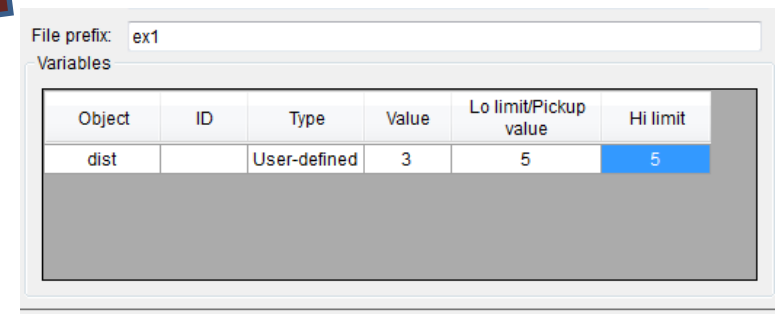 File prefix: ex1
Variables
Object ID Type Value Lo limit/Pickup value Hi limit
dist User-defined 3 5 5